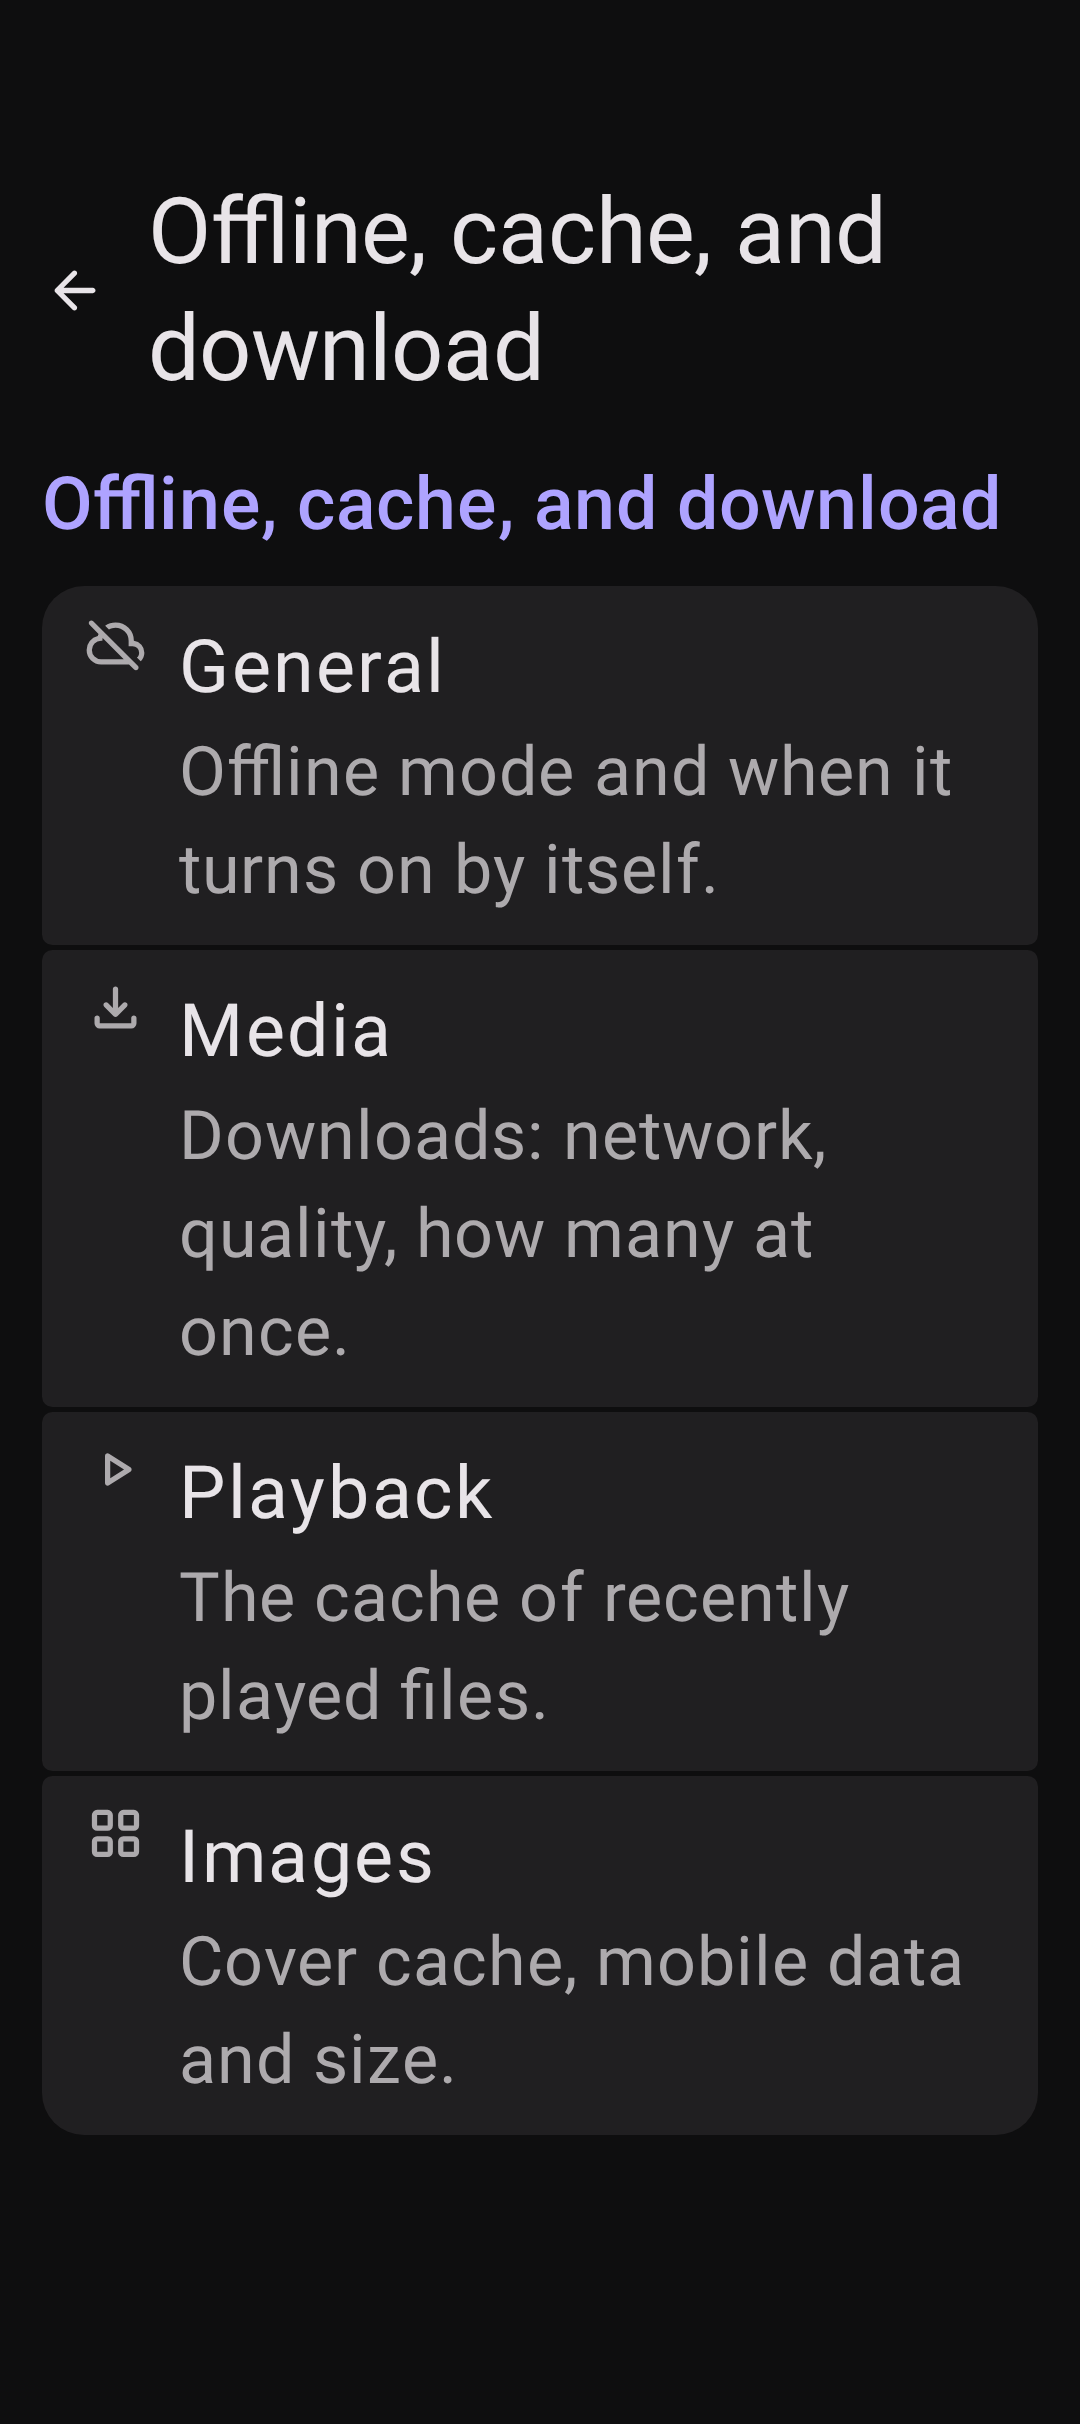 Offline, cache, and
download
Offline, cache, and download
General
Offline mode and when it
turns on by itself.
Media
Downloads: network,
quality, how many at
once.
Playback
The cache of recently
played files.
Images
Cover cache, mobile data
and size.